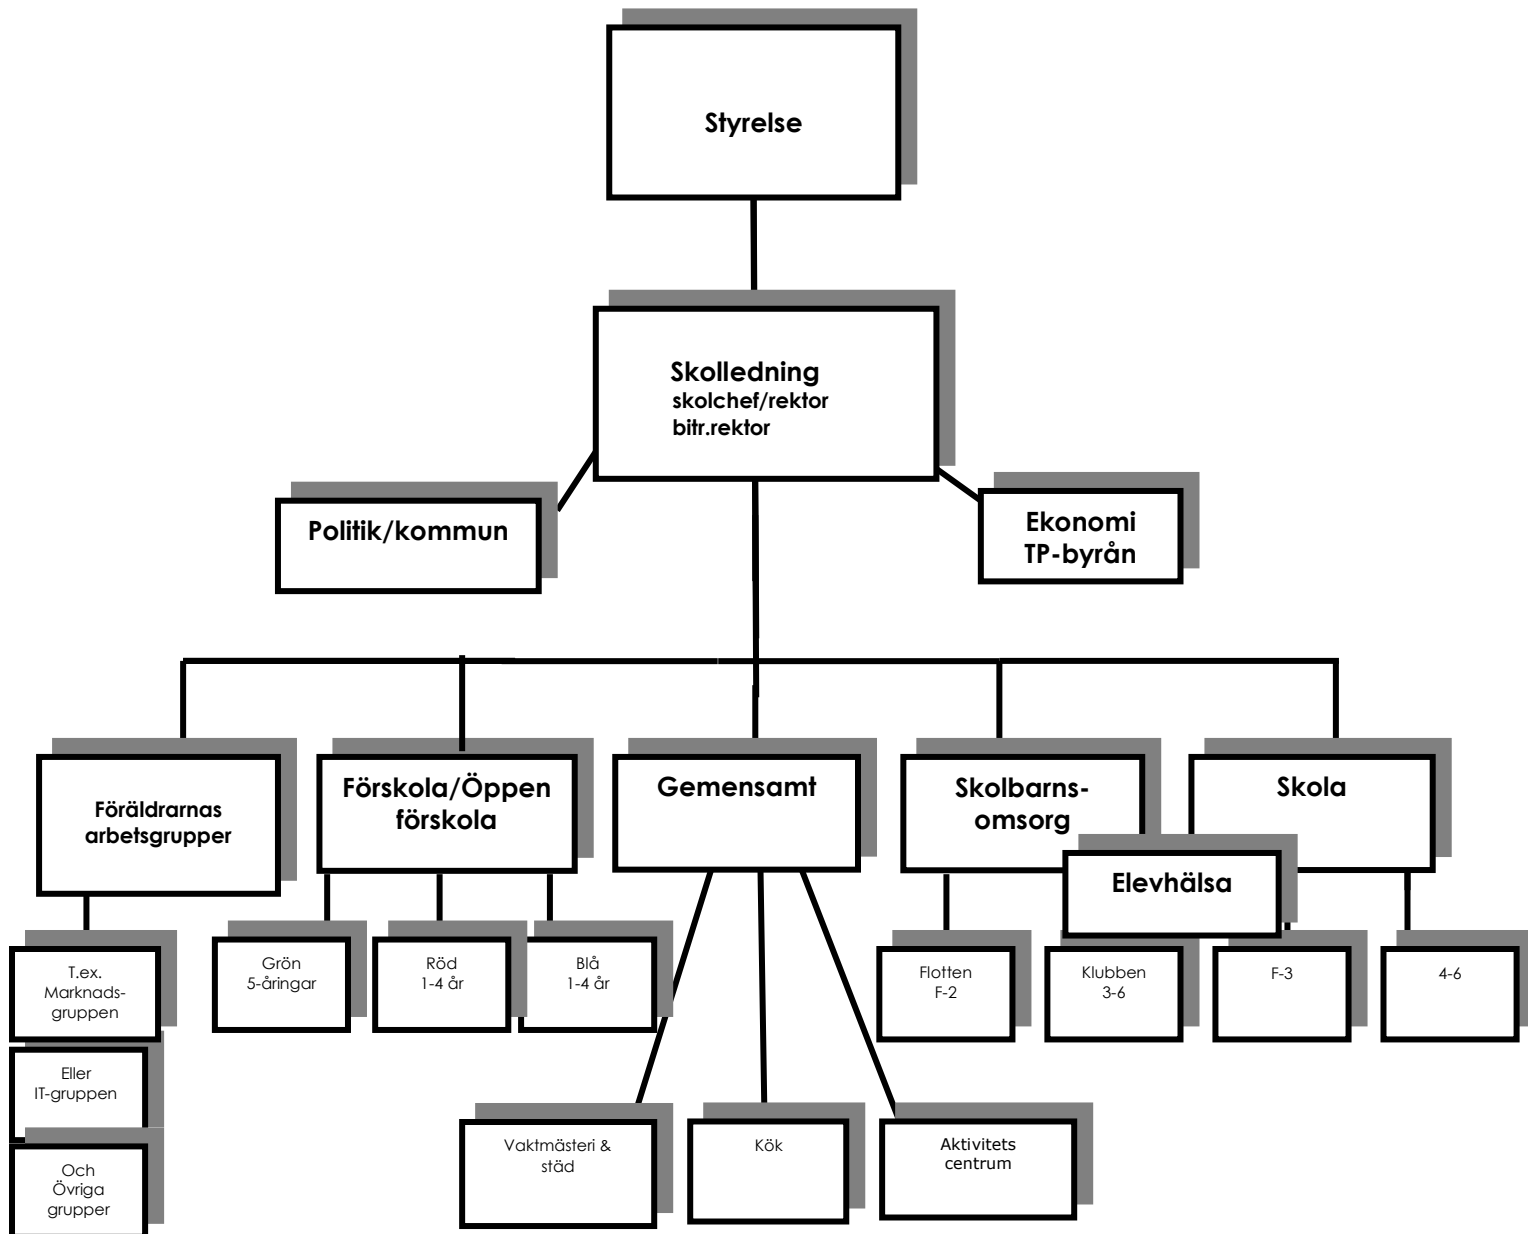 Styrelse
Skolledning
skolchef/rektor
bitr.rektor
Politik/kommun
Ekonomi
TP-byrån
Föräldrarnas
arbetsgrupper
Förskola/Öppen
förskola
Gemensamt
Skolbarns-
omsorg
Skola
Elevhälsa
T.ex.
Marknads-
gruppen
Eller
IT-gruppen
Och
Övriga
grupper
Grön
5-åringar
Röd
1-4 år
Blå
1-4 år
Flotten
F-2
Klubben
3-6
F-3
4-6
Vaktmästeri &
städ
Kök
Aktivitets
centrum